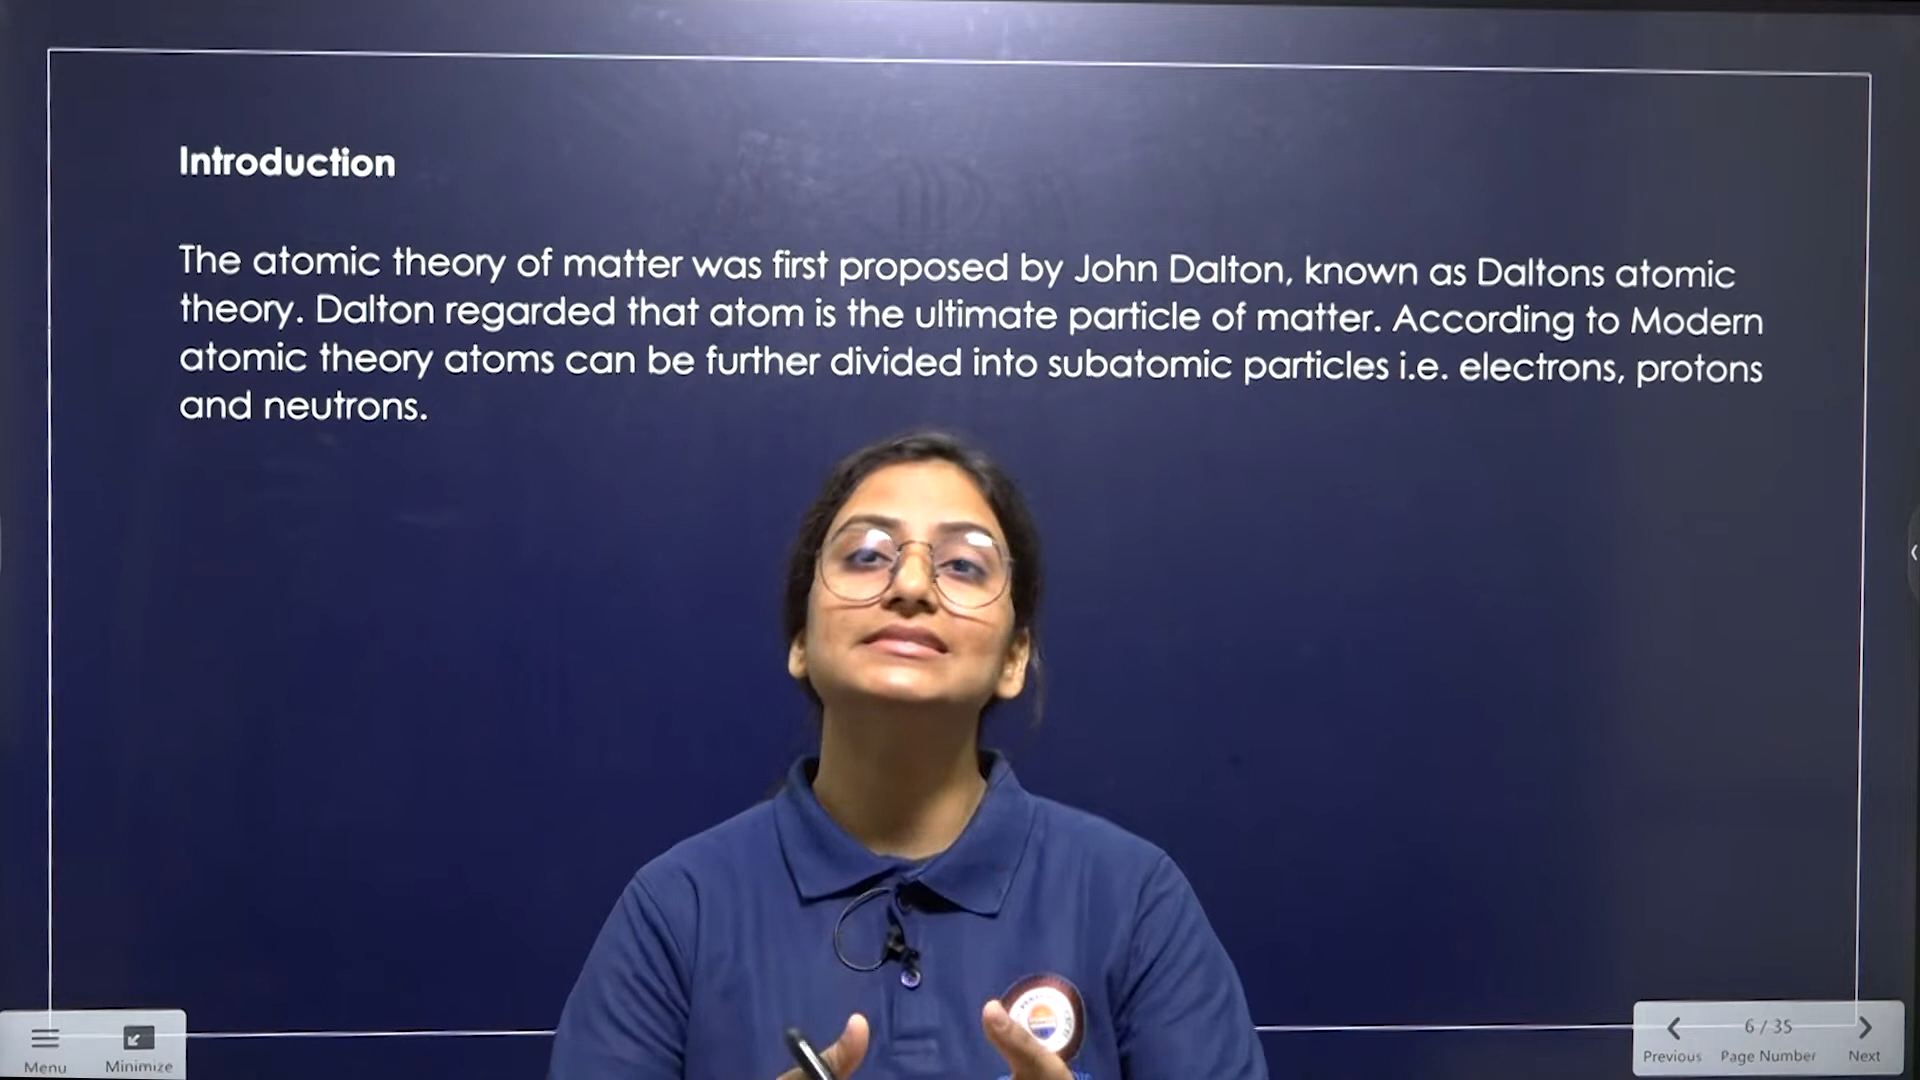 Introduction
The atomic theory of matter was first proposed by John Dalton, known as Daltons atomic
theory. Dalton regarded that atom is the ultimate particle of matter. According to Modern
atomic theory atoms can be further divided into subatomic particles i.e. electrons, protons
and neutrons.
Menu
Minimize
6 / 35
Previous Page Number Next